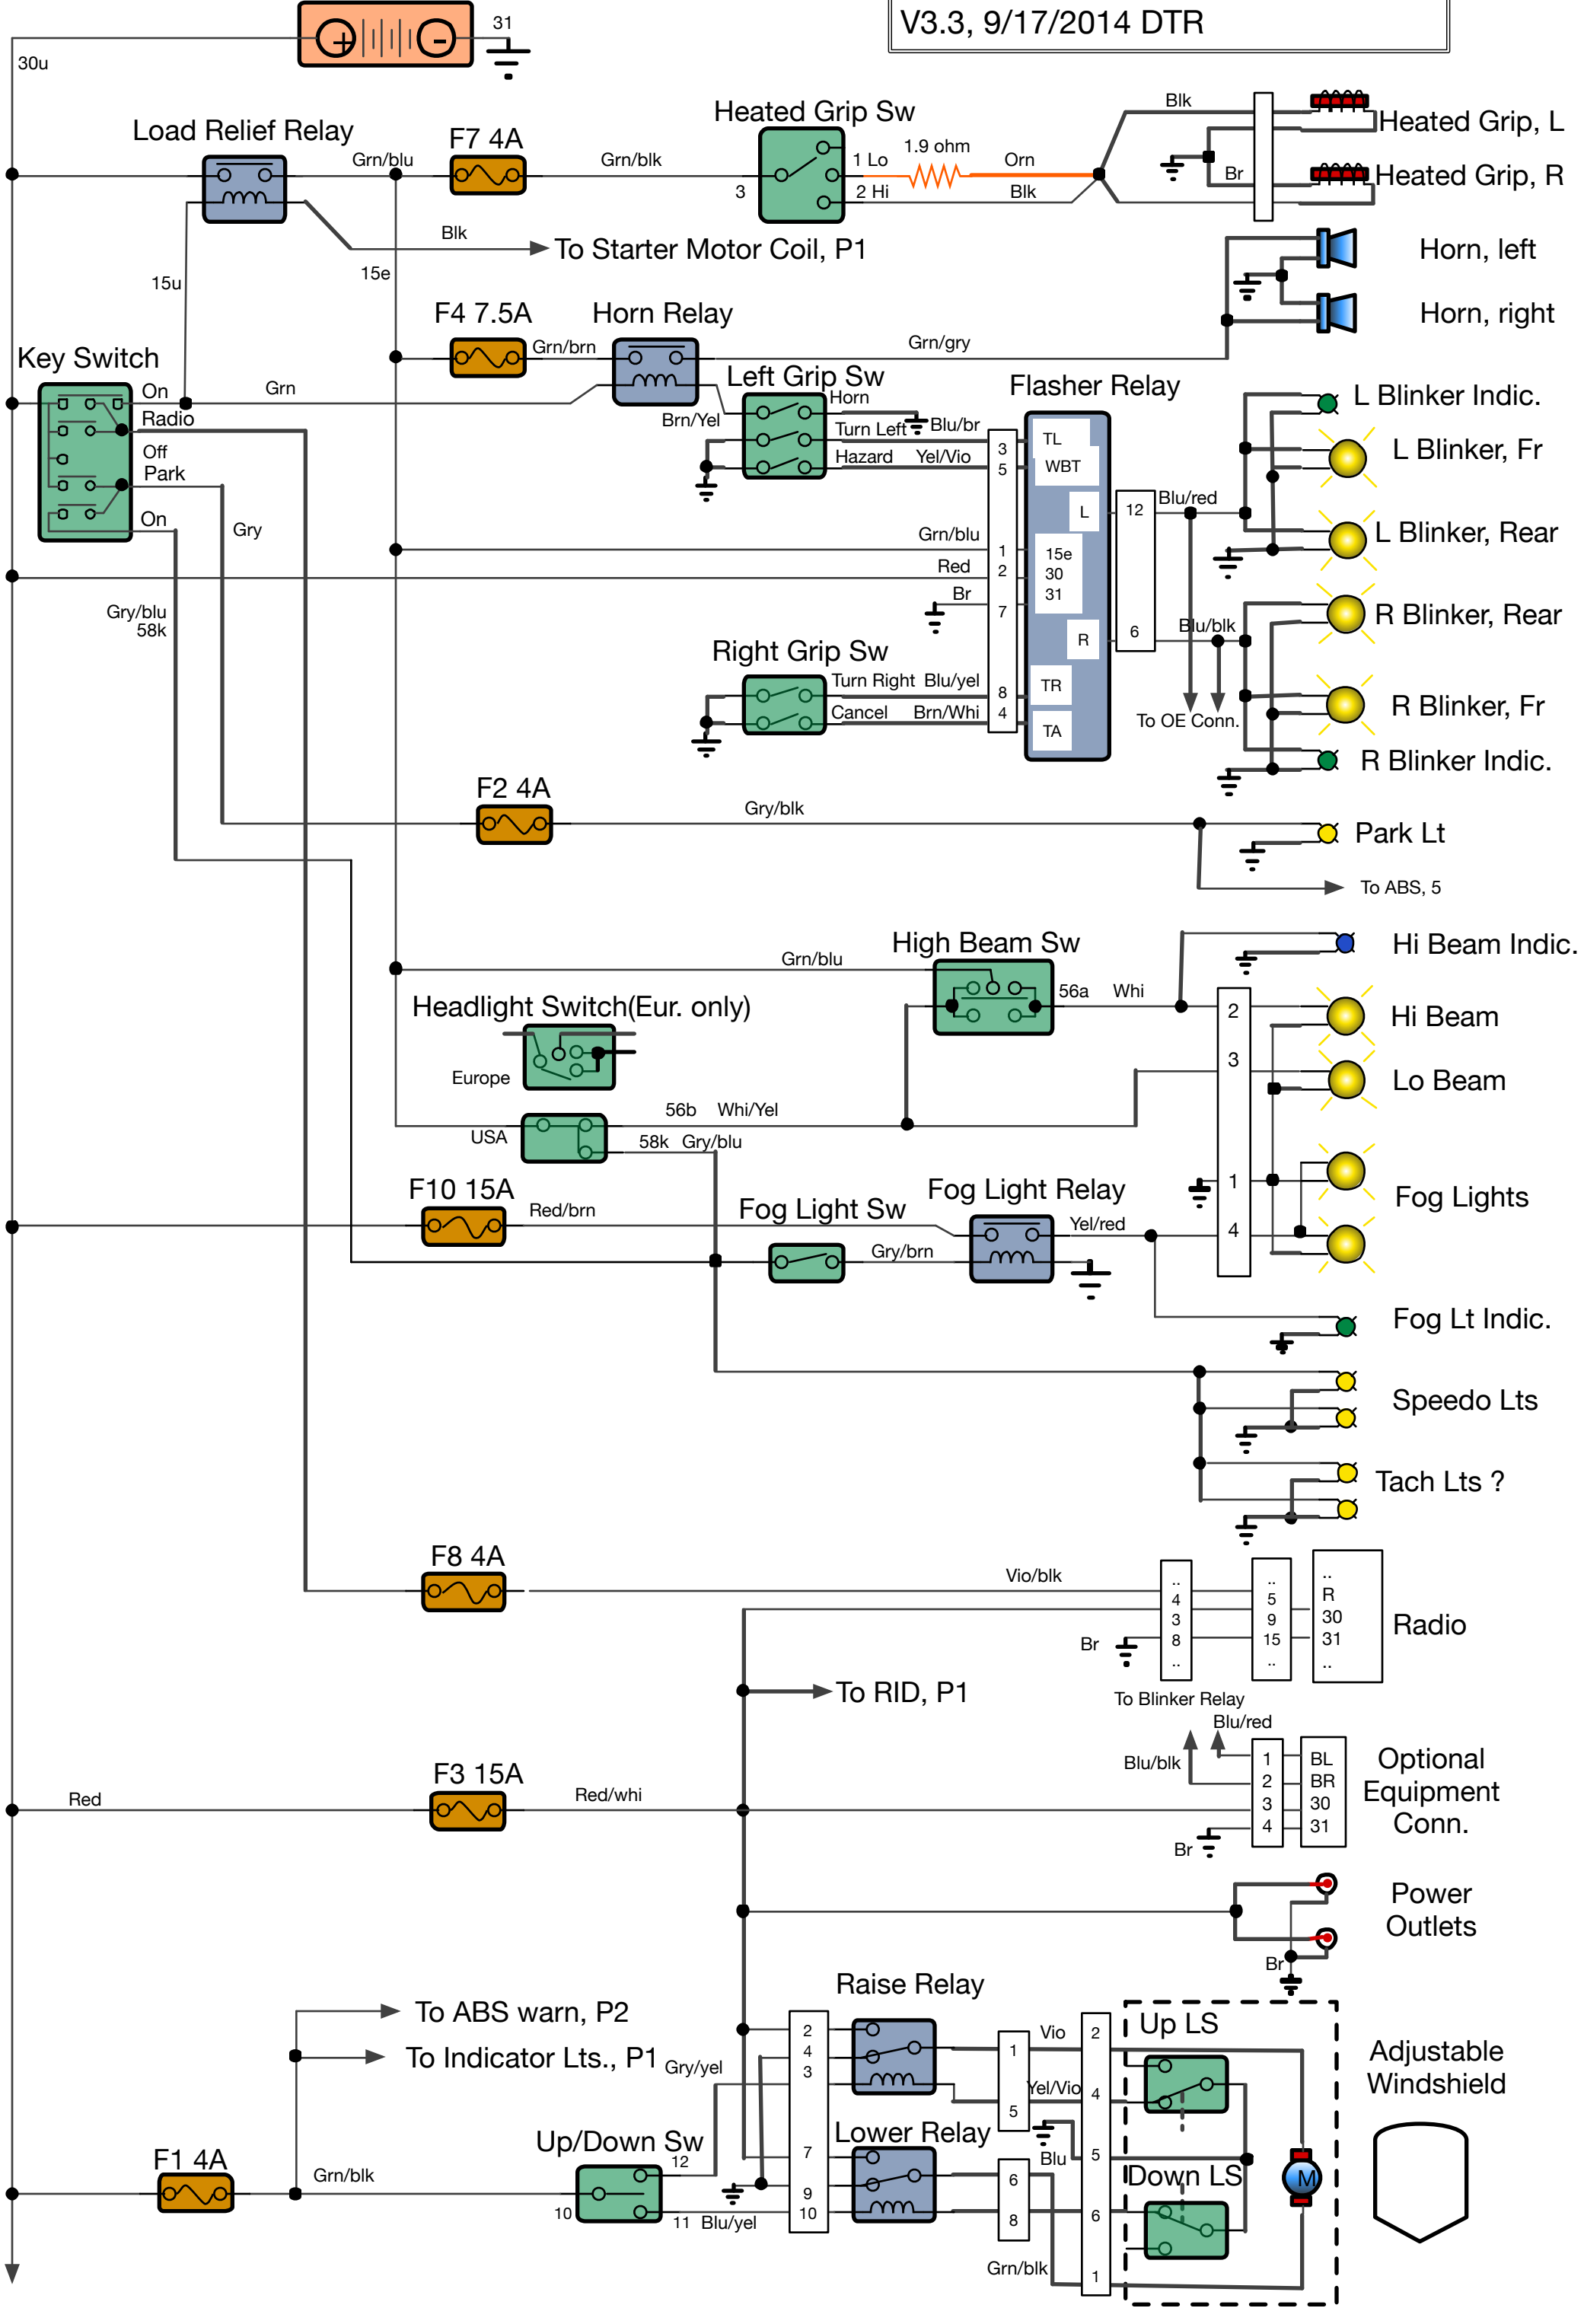 V3.3, 9/17/2014 DTR
31
30u
Load Relief Relay
F7 4A
Heated Grip Sw
Grn/blu
Grn/blk
1 Lo
1.9 ohm
Orn
3
2 Hi
Blk
Blk
Br
Heated Grip, L
Heated Grip, R
Blk
To Starter Motor Coil, P1
15u
15e
Horn, left
Horn, right
F4 7.5A
Horn Relay
Grn/brn
Grn/gry
Key Switch
On
Grn
Radio
Off
Park
On
Gry
Gry/blu
58k
Brn/Yel
Left Grip Sw
Horn
Turn Left
Blu/br
Hazard
Yel/Vio
Flasher Relay
3
5
TL
WBT
L
12
Blu/red
L Blinker Indic.
L Blinker, Fr
L Blinker, Rear
Grn/blu
1
15e
Red
2
30
Br
7
31
R
6
Blu/blk
R Blinker, Rear
Right Grip Sw
Turn Right
Blu/yel
8
TR
Cancel
Brn/Whi
4
TA
To OE Conn.
R Blinker, Fr
R Blinker Indic.
F2 4A
Gry/blk
Park Lt
To ABS, 5
High Beam Sw
Grn/blu
56a
Whi
Hi Beam Indic.
2
Hi Beam
3
Lo Beam
Headlight Switch(Eur. only)
Europe
USA
56b
Whi/Yel
58k
Gry/blu
F10 15A
Red/brn
Fog Light Sw
Gry/brn
Fog Light Relay
Yel/red
1
4
Fog Lights
Fog Lt Indic.
Speedo Lts
Tach Lts ?
F8 4A
Vio/blk
..
4
3
8
..
..
5
9
15
..
..
R
30
31
..
Radio
Br
To RID, P1
To Blinker Relay
Blu/red
Blu/blk
1
2
3
4
BL
BR
30
31
Optional
Equipment
Conn.
Br
F3 15A
Red
Red/whi
Power
Outlets
Br
To ABS warn, P2
To Indicator Lts., P1
Raise Relay
Gry/yel
2
4
3
7
9
10
1
5
Vio
Yel/Vio
2
4
5
6
1
Up LS
Down LS
M
Adjustable
Windshield
F1 4A
Grn/blk
Up/Down Sw
12
10
11
Blu/yel
Lower Relay
Blu
6
8
Grn/blk